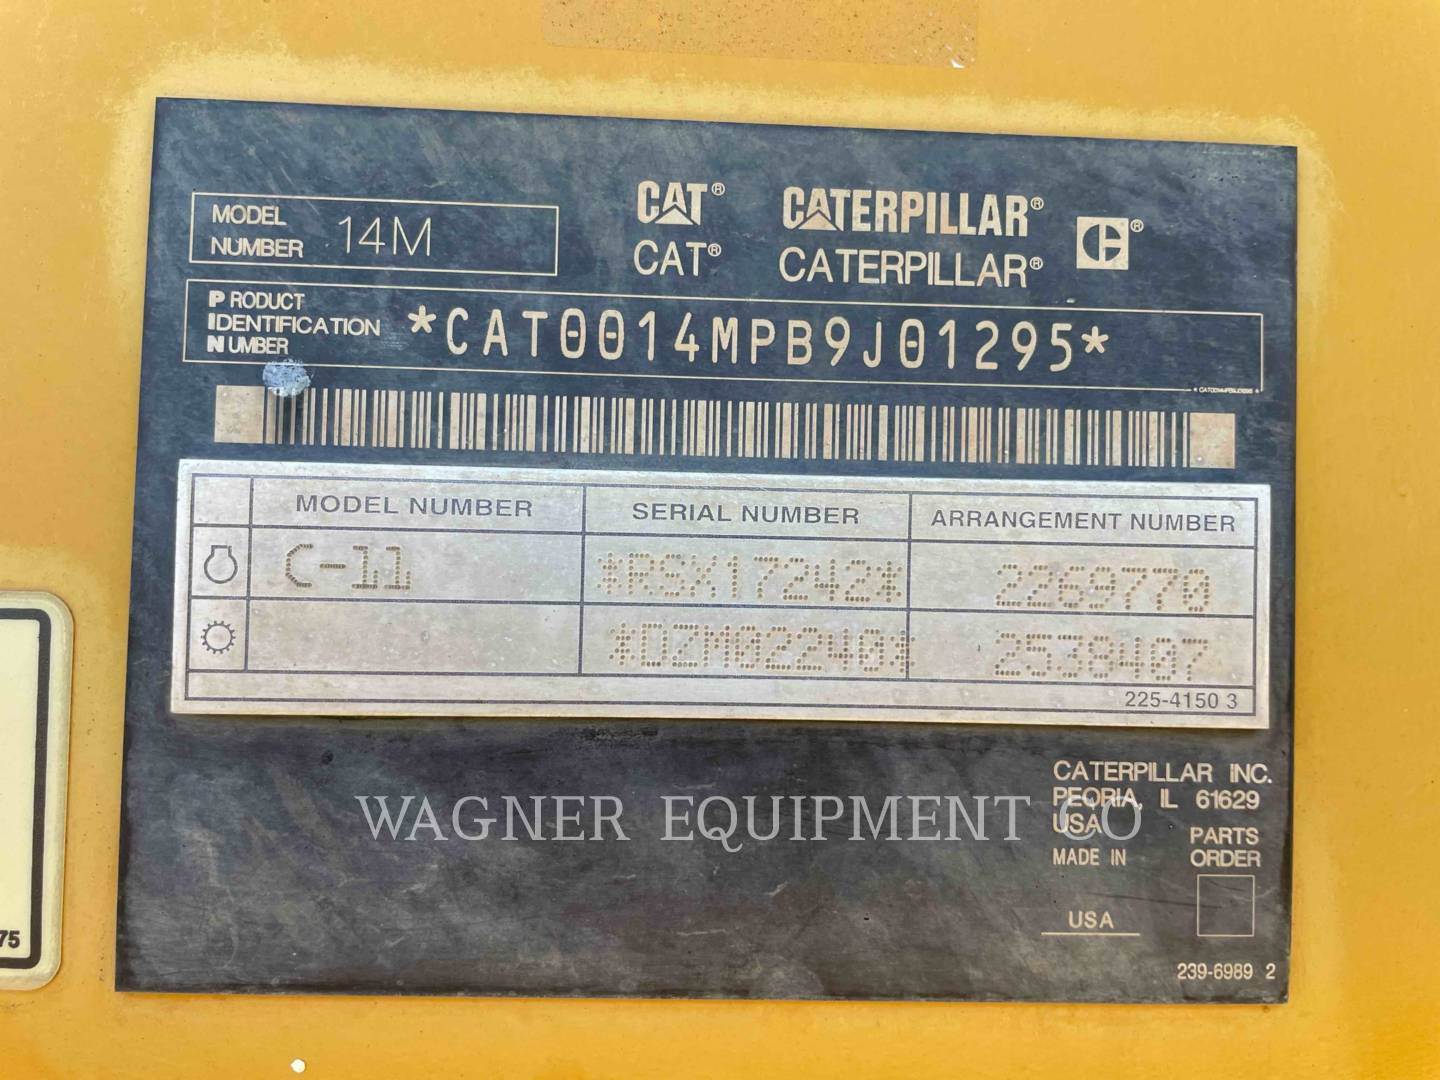 MODEL NUMBER 14M
CAT® CATERPILLAR®
CAT® CATERPILLAR®
PRODUCT IDENTIFICATION NUMBER *CAT0014MPB9J01295*
*CAT0014MPB9J01295*
MODEL NUMBER SERIAL NUMBER ARRANGEMENT NUMBER
C-11 *RSX17242* 2269770
*DZM02240* 2538407
225-4150 3
CATERPILLAR INC.
PEORIA, IL 61629
USA
MADE IN USA
PARTS ORDER
239-6989 2
WAGNER EQUIPMENT CO
75